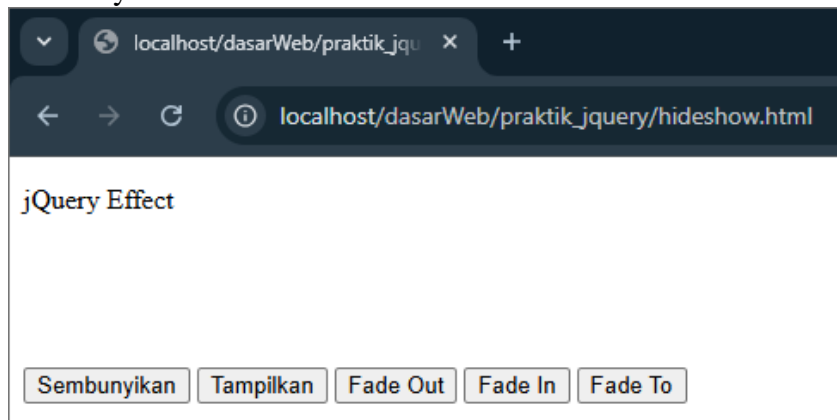 localhost/dasarWeb/praktik_jqu
localhost/dasarWeb/praktik_jquery/hideshow.html
jQuery Effect
Sembunyikan Tampilkan Fade Out Fade In Fade To